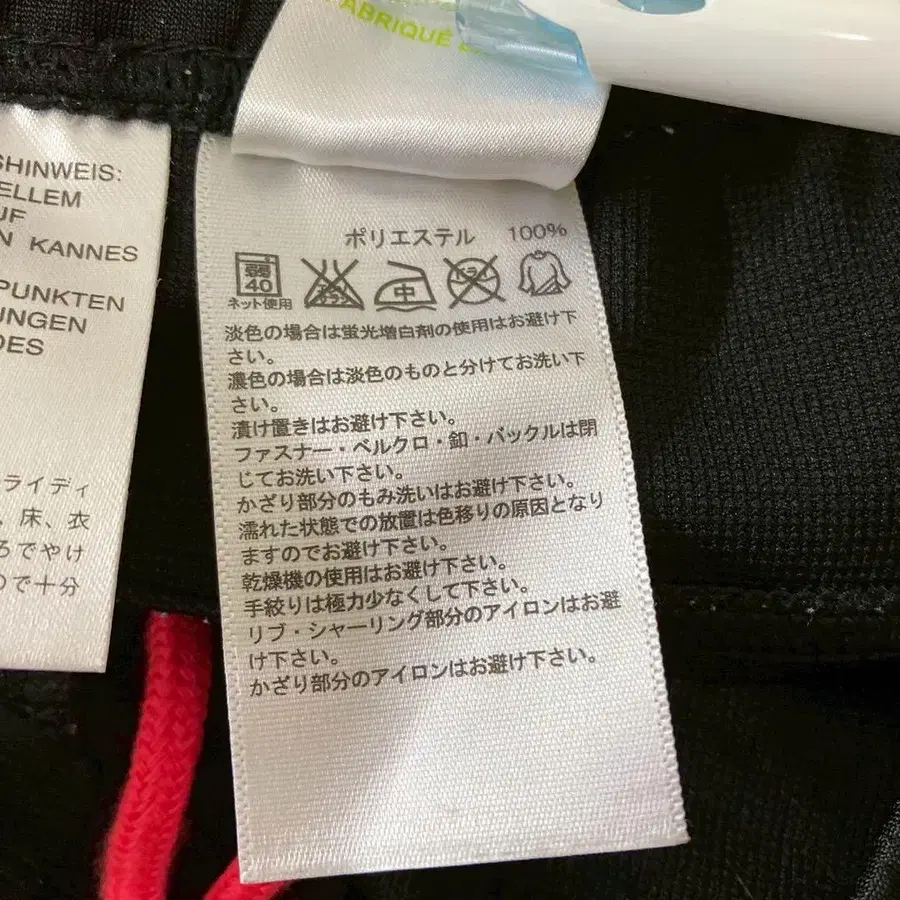 FABRIQUÉ
SHINWEIS:
ELLEM
UF
N KANNES
PUNKTEN
UNGEN
DES
ライディ
、床、衣
ろでやけ
ので十分
ポリエステル 100%
弱
40
ネット使用
エンソ
サラシ
中
ドライ
淡色の場合は蛍光増白剤の使用はお避け下
さい。
濃色の場合は淡色のものと分けてお洗い下
さい。
漬け置きはお避け下さい。
ファスナー・ベルクロ・釦・バックルは閉
じてお洗い下さい。
かざり部分のもみ洗いはお避け下さい。
濡れた状態での放置は色移りの原因となり
ますのでお避け下さい。
乾燥機の使用はお避け下さい。
手絞りは極力少なくして下さい。
リブ・シャーリング部分のアイロンはお避
け下さい。
かざり部分のアイロンはお避け下さい。